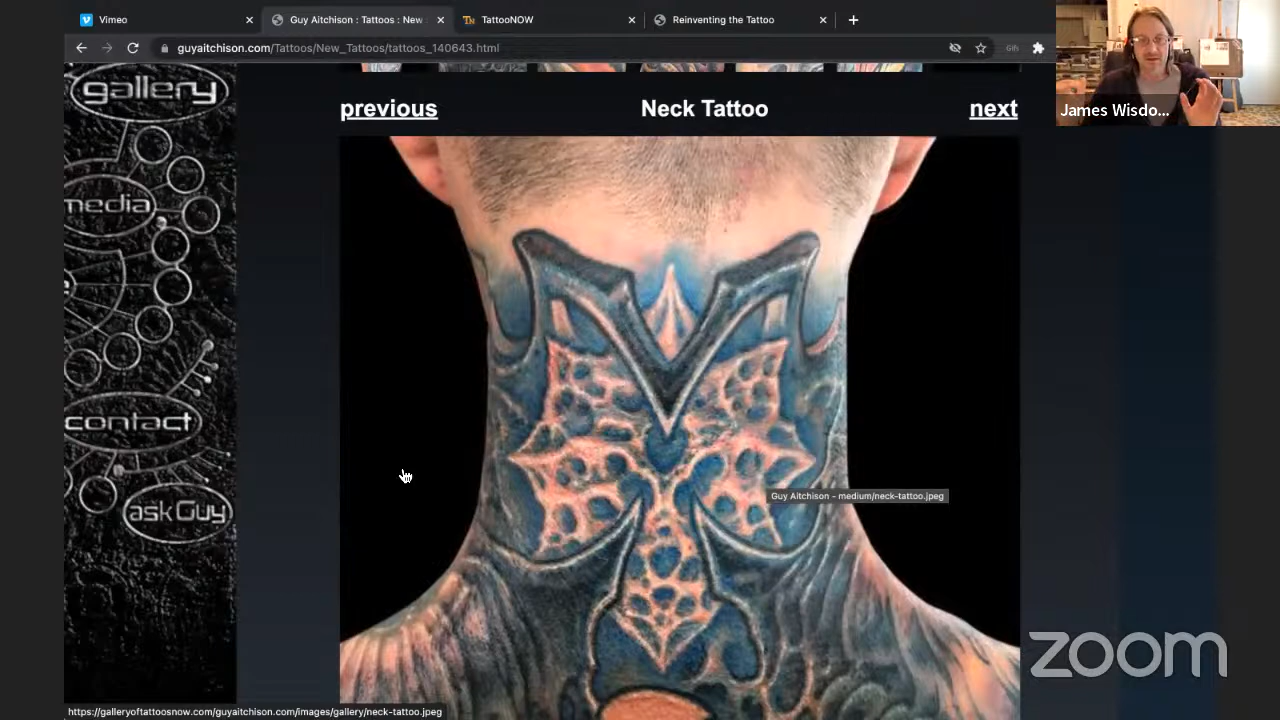 Vimeo
Guy Aitchison : Tattoos : New
TattooNOW
Reinventing the Tattoo
guyaitchison.com/Tattoos/New_Tattoos/tattoos_140643.html
Gifn
James Wisdo...
gallery
media
contact
askGuy
previous
Neck Tattoo
next
Guy Aitchison - medium/neck-tattoo.jpeg
zoom
https://galleryoftattoosnow.com/guyaitchison.com/images/gallery/neck-tattoo.jpeg